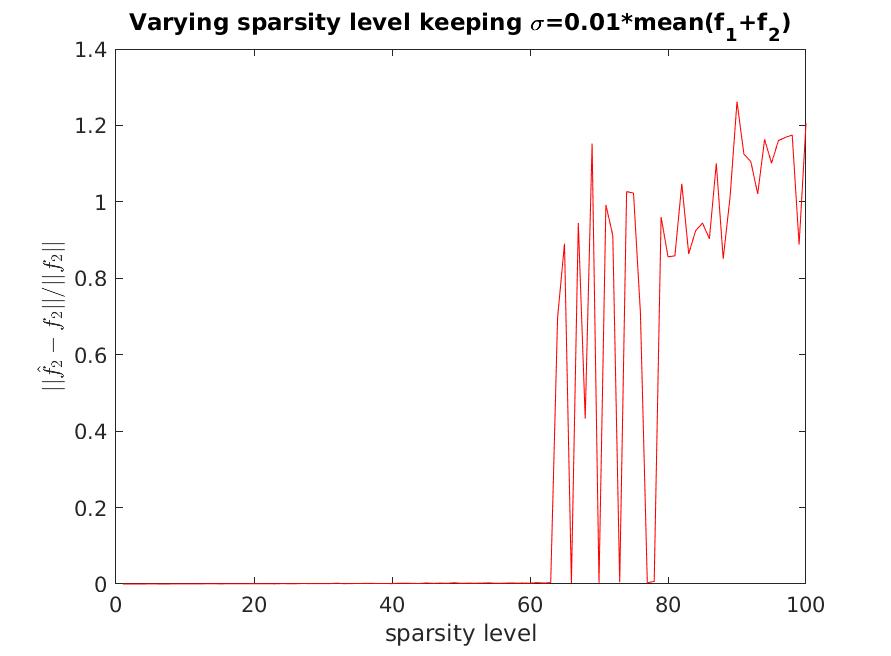 Varying sparsity level keeping σ=0.01*mean(f₁+f₂)
1.4
1.2
1
0.8
0.6
0.4
0.2
0
||f̂₂ − f₂||/||f₂||
0 20 40 60 80 100
sparsity level